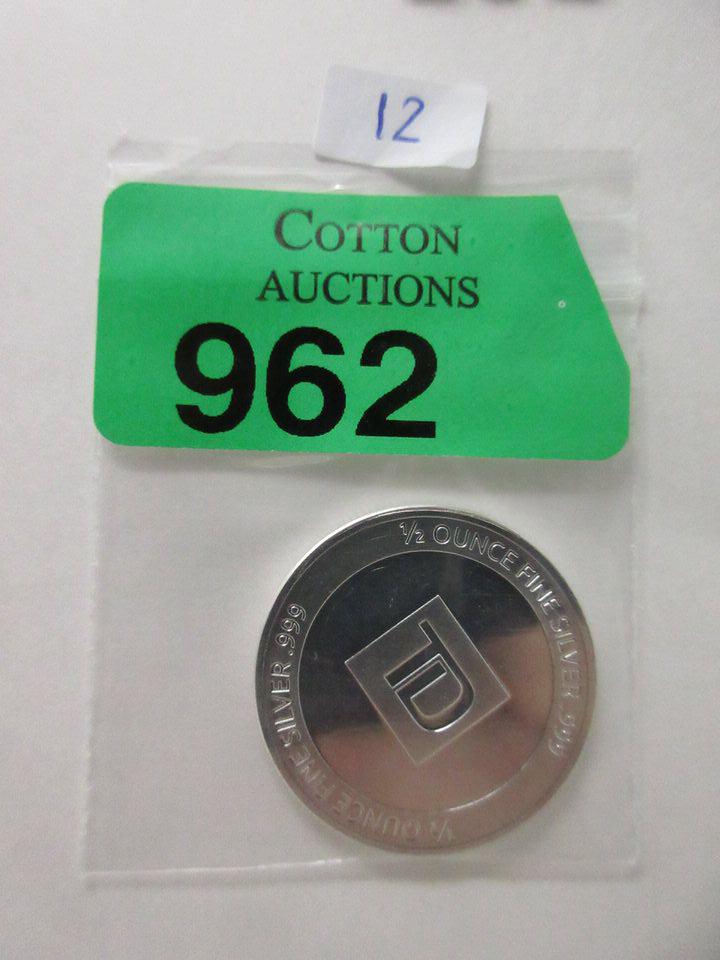 12
COTTON
AUCTIONS
962
½ OUNCE FINE SILVER .999
½ OUNCE FINE SILVER .999
TD